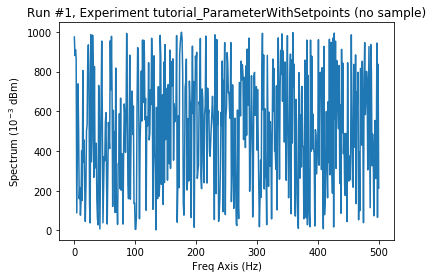 Run #1, Experiment tutorial_ParameterWithSetpoints (no sample)
1000
800
600
400
200
0
Spectrum (10⁻³ dBm)
0 100 200 300 400 500
Freq Axis (Hz)